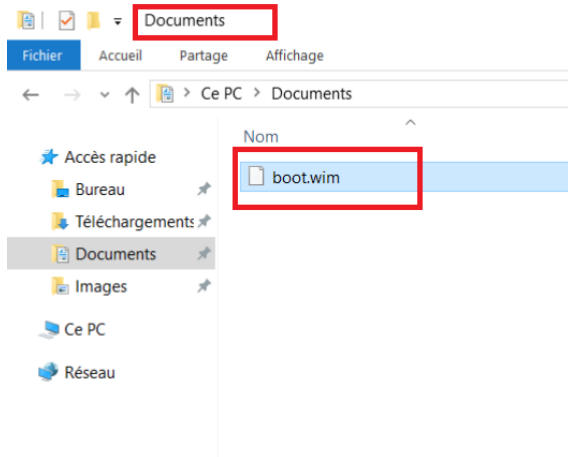 Documents
Fichier Accueil Partage Affichage
Ce PC > Documents
Nom
Accès rapide
boot.wim
Bureau
Téléchargements
Documents
Images
Ce PC
Réseau